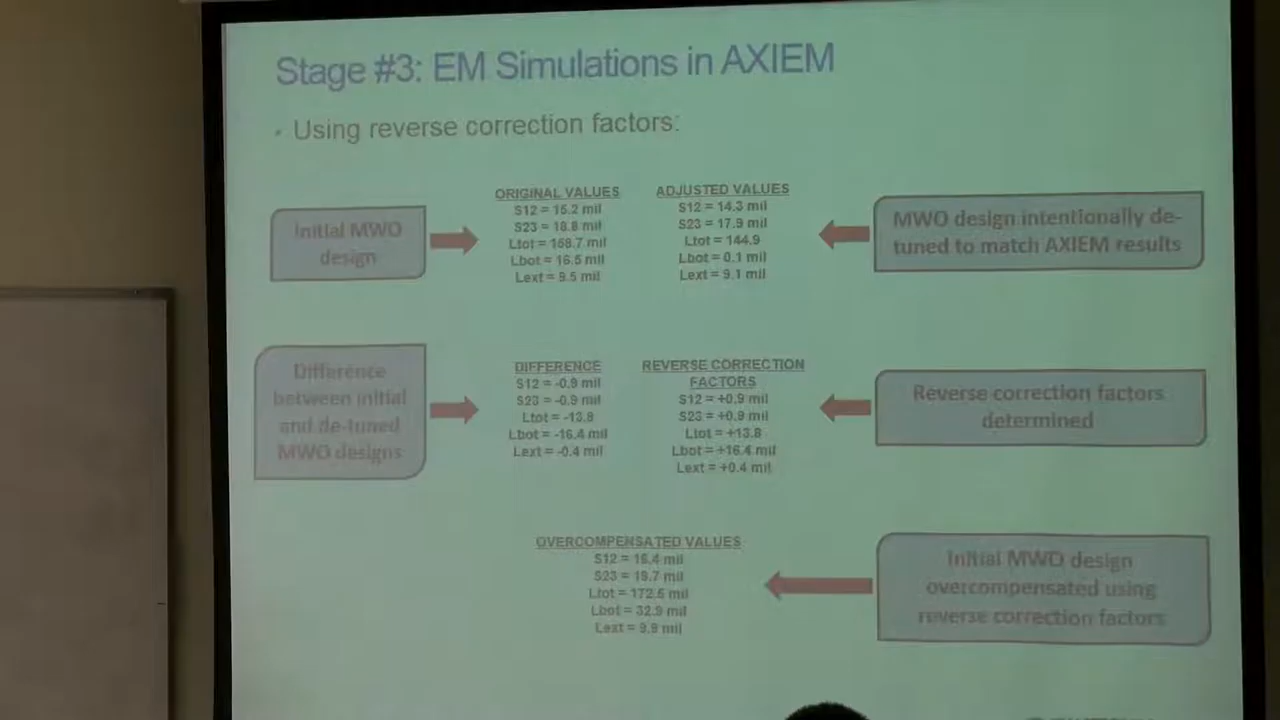 Stage #3: EM Simulations in AXIEM
• Using reverse correction factors:
Initial MWO
design
ORIGINAL VALUES
S12 = 15.2 mil
S23 = 18.8 mil
Ltot = 158.7 mil
Lbot = 16.5 mil
Lext = 9.5 mil
ADJUSTED VALUES
S12 = 14.3 mil
S23 = 17.9 mil
Ltot = 144.9
Lbot = 0.1 mil
Lext = 9.1 mil
MWO design intentionally de-
tuned to match AXIEM results
Difference
between initial
and de-tuned
MWO designs
DIFFERENCE
S12 = -0.9 mil
S23 = -0.9 mil
Ltot = -13.8
Lbot = -16.4 mil
Lext = -0.4 mil
REVERSE CORRECTION
FACTORS
S12 = +0.9 mil
S23 = +0.9 mil
Ltot = +13.8
Lbot = +16.4 mil
Lext = +0.4 mil
Reverse correction factors
determined
OVERCOMPENSATED VALUES
S12 = 16.4 mil
S23 = 19.7 mil
Ltot = 172.5 mil
Lbot = 32.9 mil
Lext = 9.9 mil
Initial MWO design
overcompensated using
reverse correction factors